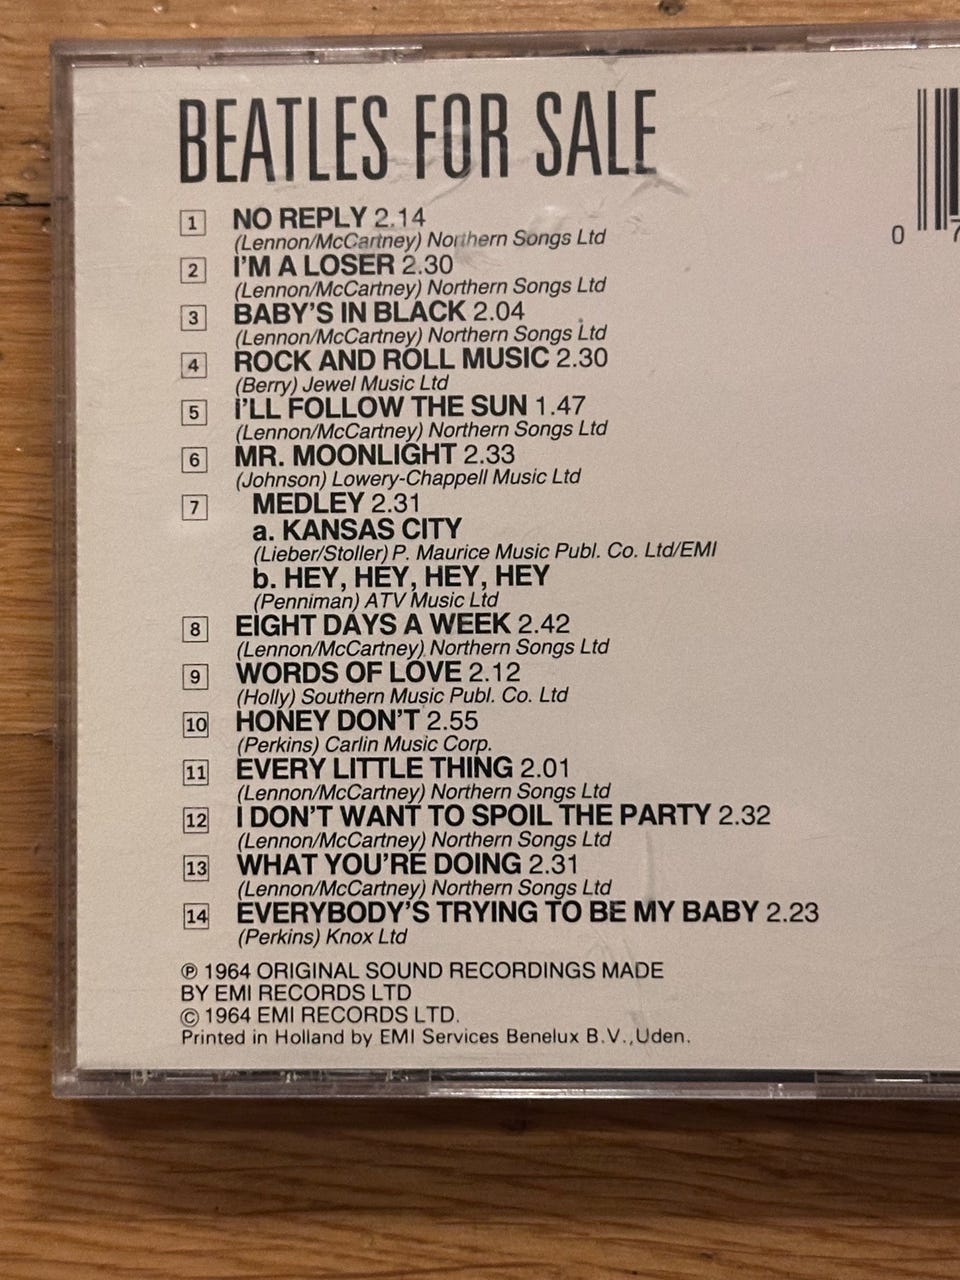 BEATLES FOR SALE
1 NO REPLY 2.14
(Lennon/McCartney) Northern Songs Ltd
2 I'M A LOSER 2.30
(Lennon/McCartney) Northern Songs Ltd
3 BABY'S IN BLACK 2.04
(Lennon/McCartney) Northern Songs Ltd
4 ROCK AND ROLL MUSIC 2.30
(Berry) Jewel Music Ltd
5 I'LL FOLLOW THE SUN 1.47
(Lennon/McCartney) Northern Songs Ltd
6 MR. MOONLIGHT 2.33
(Johnson) Lowery-Chappell Music Ltd
7 MEDLEY 2.31
a. KANSAS CITY
(Lieber/Stoller) P. Maurice Music Publ. Co. Ltd/EMI
b. HEY, HEY, HEY, HEY
(Penniman) ATV Music Ltd
8 EIGHT DAYS A WEEK 2.42
(Lennon/McCartney) Northern Songs Ltd
9 WORDS OF LOVE 2.12
(Holly) Southern Music Publ. Co. Ltd
10 HONEY DON'T 2.55
(Perkins) Carlin Music Corp.
11 EVERY LITTLE THING 2.01
(Lennon/McCartney) Northern Songs Ltd
12 I DON'T WANT TO SPOIL THE PARTY 2.32
(Lennon/McCartney) Northern Songs Ltd
13 WHAT YOU'RE DOING 2.31
(Lennon/McCartney) Northern Songs Ltd
14 EVERYBODY'S TRYING TO BE MY BABY 2.23
(Perkins) Knox Ltd
℗ 1964 ORIGINAL SOUND RECORDINGS MADE
BY EMI RECORDS LTD
© 1964 EMI RECORDS LTD.
Printed in Holland by EMI Services Benelux B.V.,Uden.
0 7